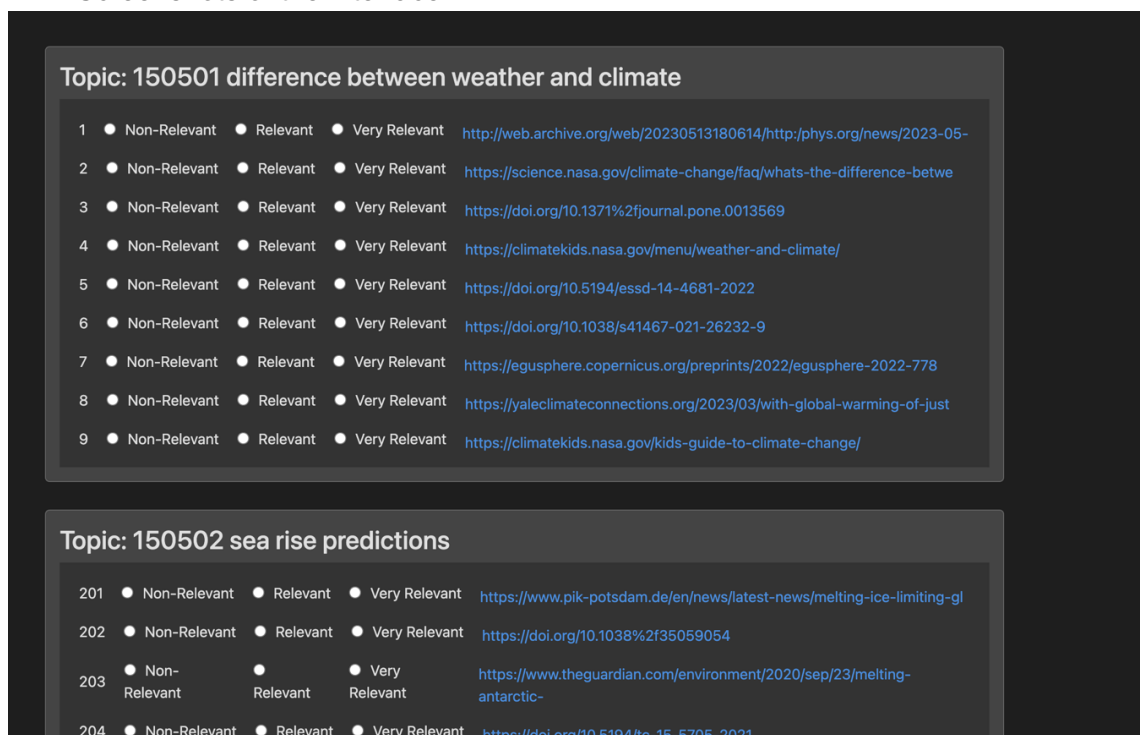 Topic: 150501 difference between weather and climate
1 Non-Relevant Relevant Very Relevant http://web.archive.org/web/20230513180614/http:/phys.org/news/2023-05-
2 Non-Relevant Relevant Very Relevant https://science.nasa.gov/climate-change/faq/whats-the-difference-betwe
3 Non-Relevant Relevant Very Relevant https://doi.org/10.1371%2fjournal.pone.0013569
4 Non-Relevant Relevant Very Relevant https://climatekids.nasa.gov/menu/weather-and-climate/
5 Non-Relevant Relevant Very Relevant https://doi.org/10.5194/essd-14-4681-2022
6 Non-Relevant Relevant Very Relevant https://doi.org/10.1038/s41467-021-26232-9
7 Non-Relevant Relevant Very Relevant https://egusphere.copernicus.org/preprints/2022/egusphere-2022-778
8 Non-Relevant Relevant Very Relevant https://yaleclimateconnections.org/2023/03/with-global-warming-of-just
9 Non-Relevant Relevant Very Relevant https://climatekids.nasa.gov/kids-guide-to-climate-change/
Topic: 150502 sea rise predictions
201 Non-Relevant Relevant Very Relevant https://www.pik-potsdam.de/en/news/latest-news/melting-ice-limiting-gl
202 Non-Relevant Relevant Very Relevant https://doi.org/10.1038%2f35059054
203 Non-
Relevant
Relevant
Very
Relevant
https://www.theguardian.com/environment/2020/sep/23/melting-
antarctic-
204 Non-Relevant Relevant Very Relevant https://doi.org/10.5194/tc-15-5705-2021